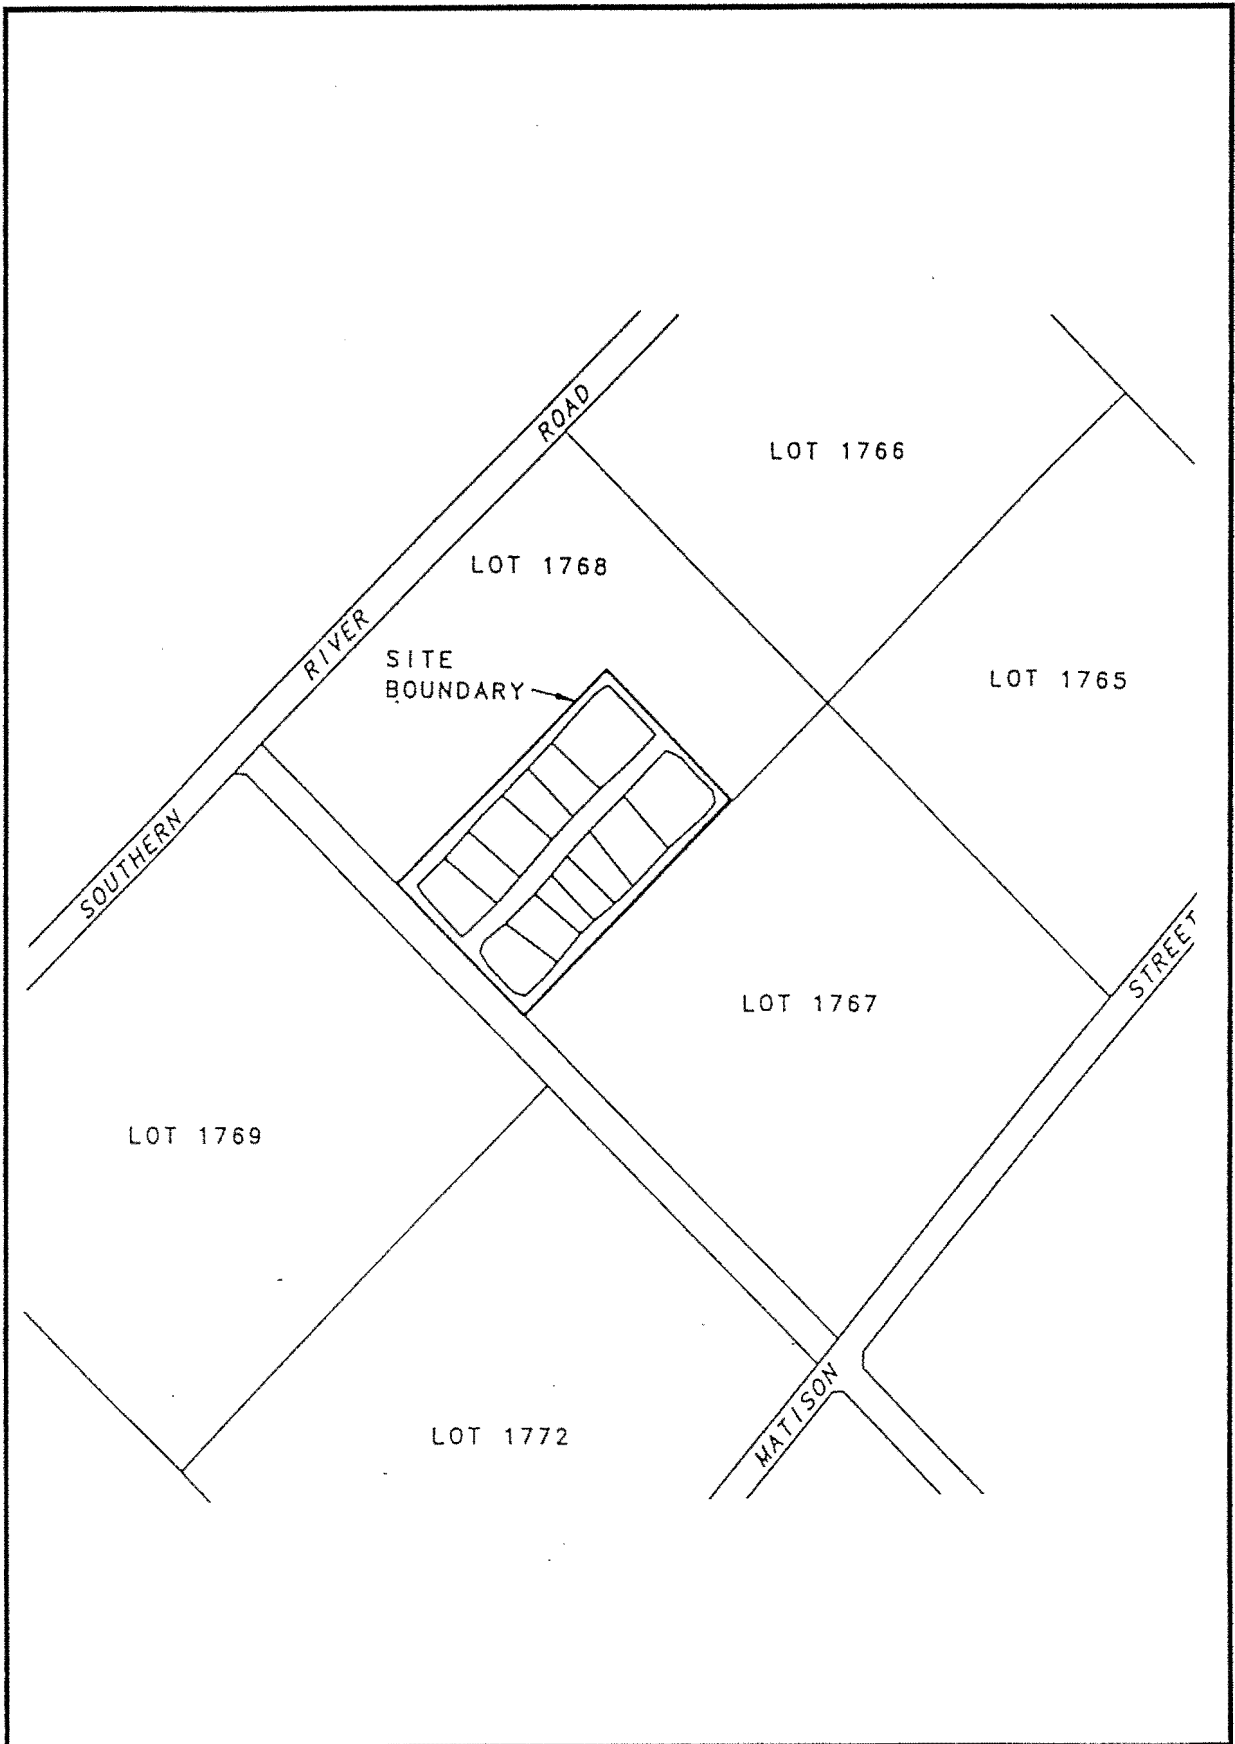 SOUTHERN RIVER ROAD
LOT 1766
LOT 1768
SITE
BOUNDARY
LOT 1765
LOT 1767
LOT 1769
LOT 1772
MATISON STREET